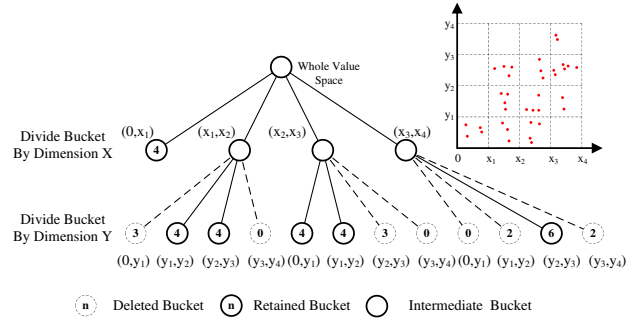 y₄
y₃
y₂
y₁
0 x₁ x₂ x₃ x₄
Whole Value
Space
Divide Bucket
By Dimension X
(0,x₁) (x₁,x₂) (x₂,x₃) (x₃,x₄)
4
Divide Bucket
By Dimension Y
3 4 4 0 4 4 3 0 0 2 6 2
(0,y₁) (y₁,y₂) (y₂,y₃) (y₃,y₄) (0,y₁) (y₁,y₂) (y₂,y₃) (y₃,y₄) (0,y₁) (y₁,y₂) (y₂,y₃) (y₃,y₄)
n Deleted Bucket n Retained Bucket Intermediate Bucket